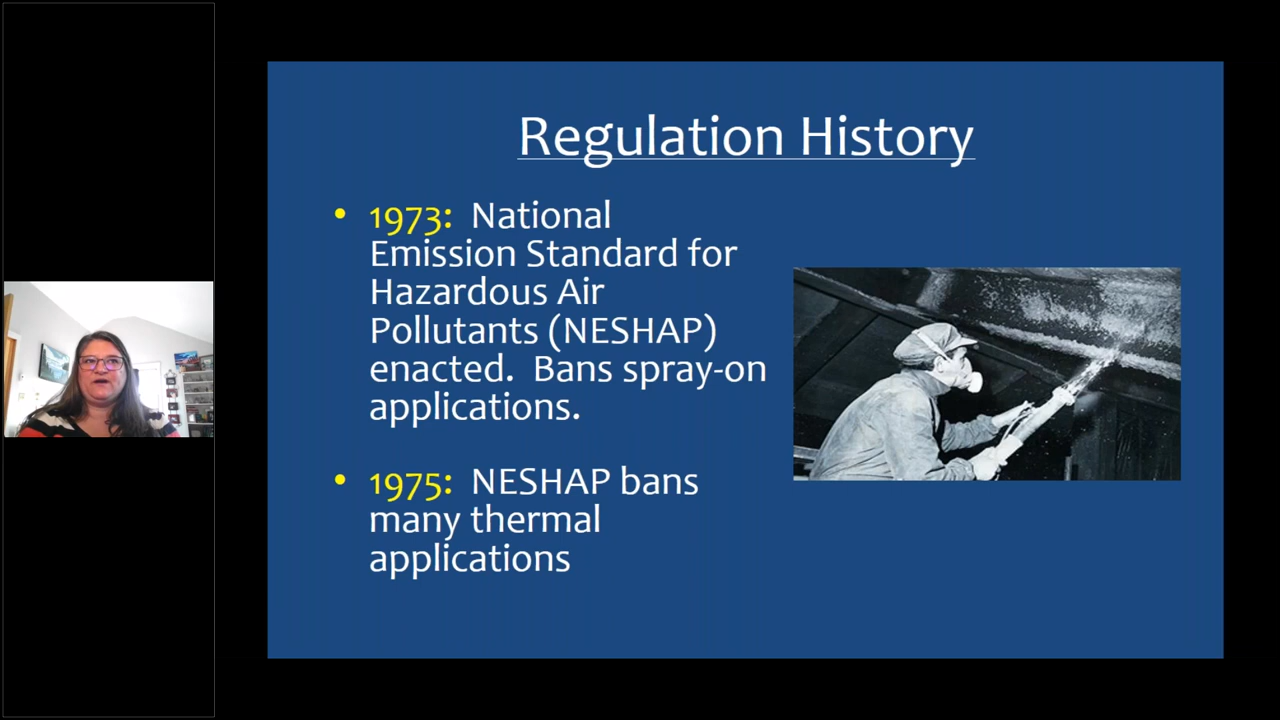 Regulation History
• 1973:  National
Emission Standard for
Hazardous Air
Pollutants (NESHAP)
enacted.  Bans spray-on
applications.
• 1975:  NESHAP bans
many thermal
applications